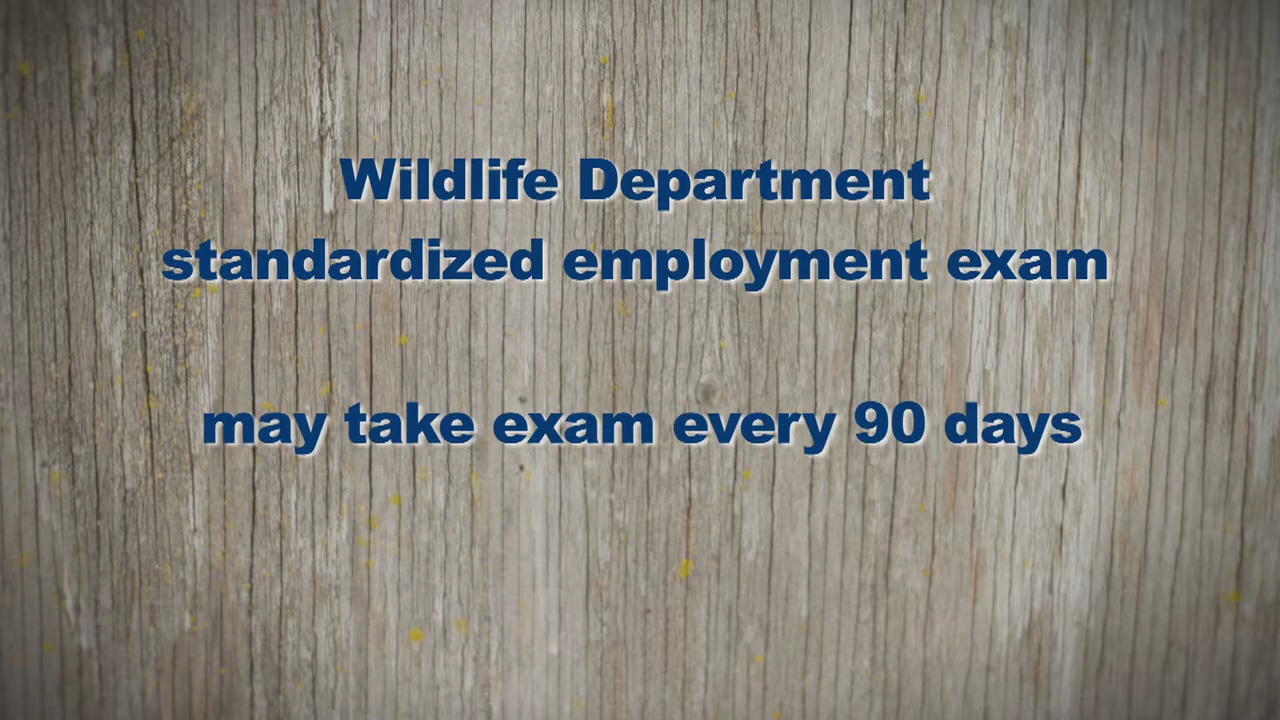 Wildlife Department
standardized employment exam
may take exam every 90 days